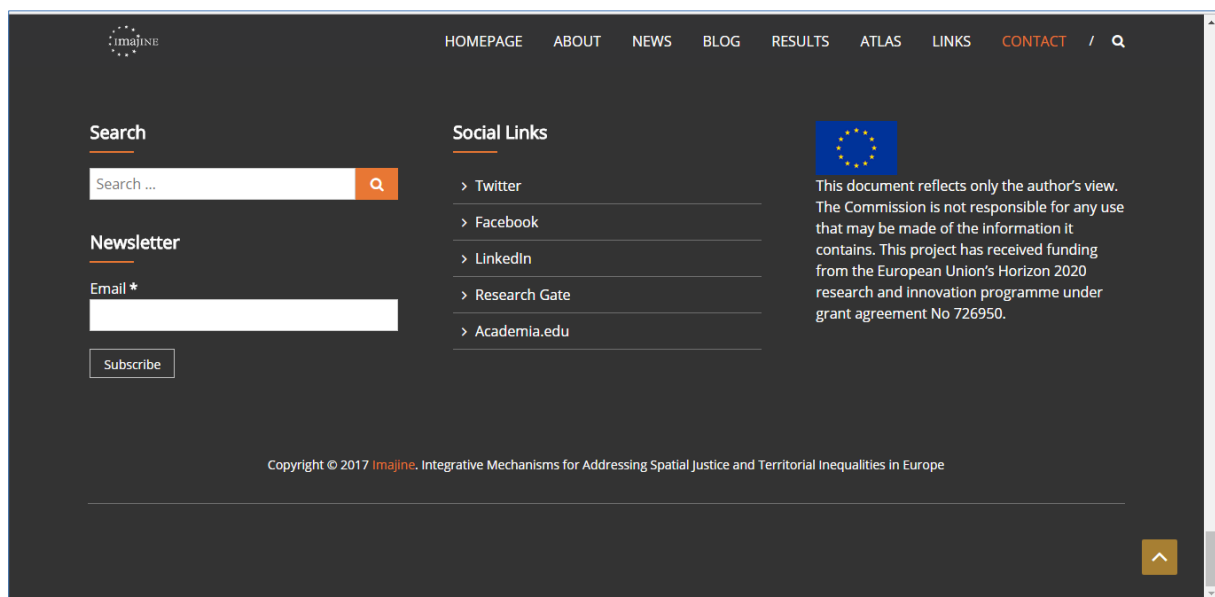 imajINE
HOMEPAGE ABOUT NEWS BLOG RESULTS ATLAS LINKS CONTACT /
Search
Search ...
Newsletter
Email *
Subscribe
Social Links
> Twitter
> Facebook
> LinkedIn
> Research Gate
> Academia.edu
This document reflects only the author’s view.
The Commission is not responsible for any use
that may be made of the information it
contains. This project has received funding
from the European Union’s Horizon 2020
research and innovation programme under
grant agreement No 726950.
Copyright © 2017 Imajine. Integrative Mechanisms for Addressing Spatial Justice and Territorial Inequalities in Europe